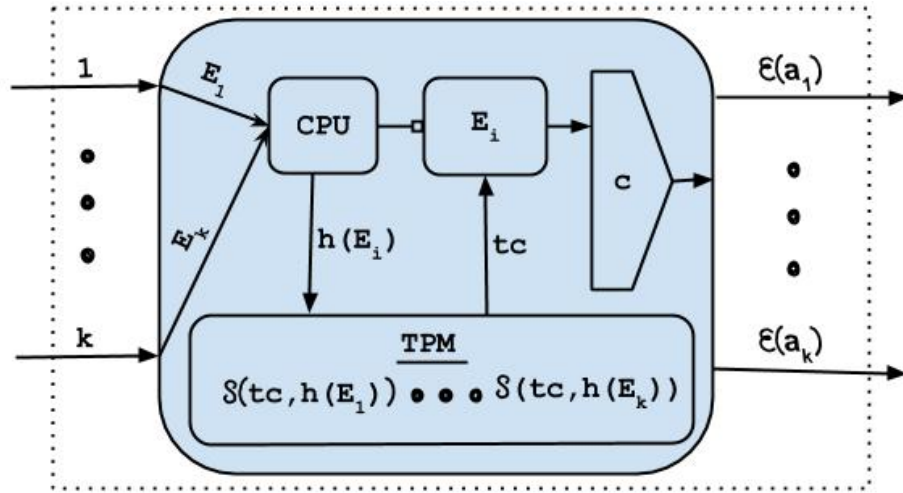 1
E₁
CPU
Eᵢ
c
ℰ(a₁)
Eₖ
h(Eᵢ)
tc
k
TPM
𝒮(tc,h(E₁)) 𝒮(tc,h(Eₖ))
ℰ(aₖ)